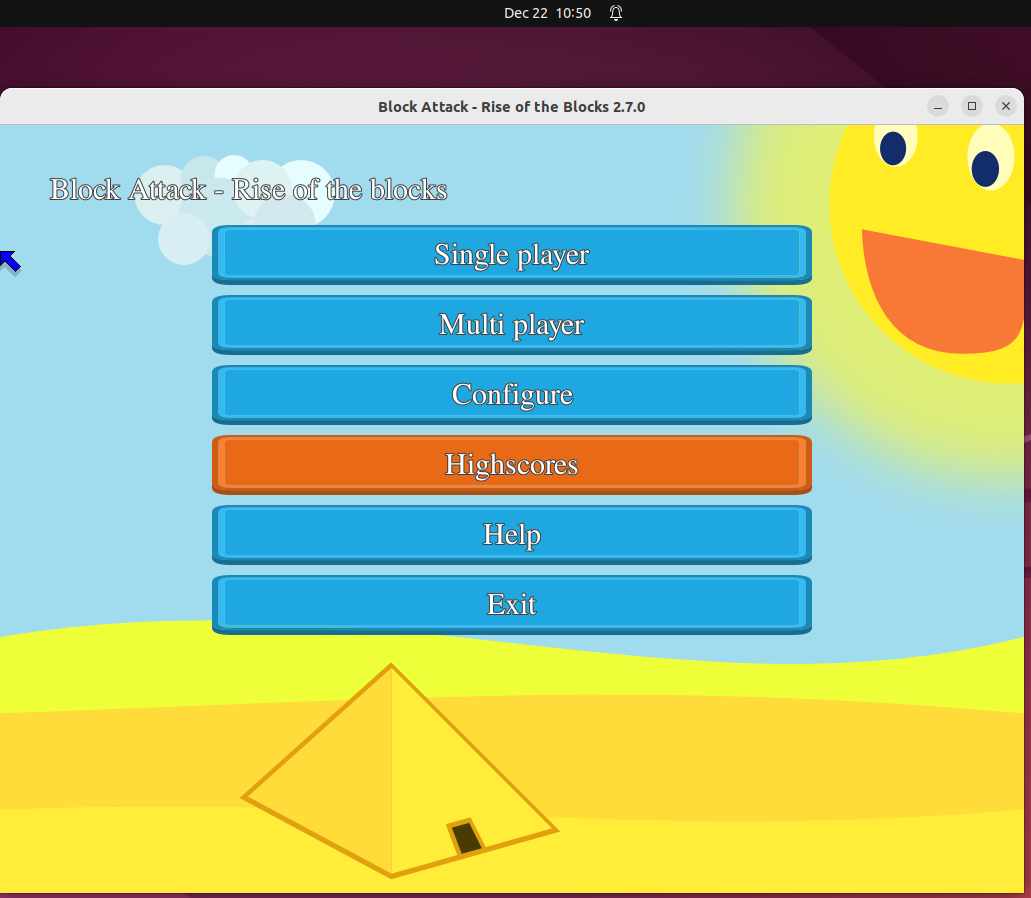 Dec 22 10:50
Block Attack - Rise of the Blocks 2.7.0
Block Attack - Rise of the blocks
Single player
Multi player
Configure
Highscores
Help
Exit